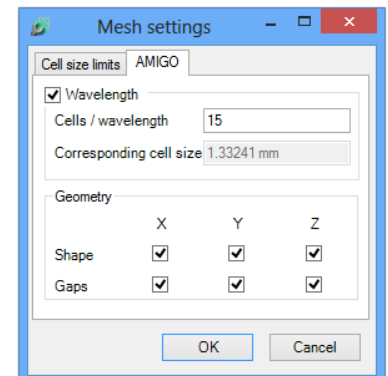 Mesh settings
Cell size limits AMIGO
Wavelength
Cells / wavelength 15
Corresponding cell size 1.33241 mm
Geometry
X Y Z
Shape
Gaps
OK Cancel